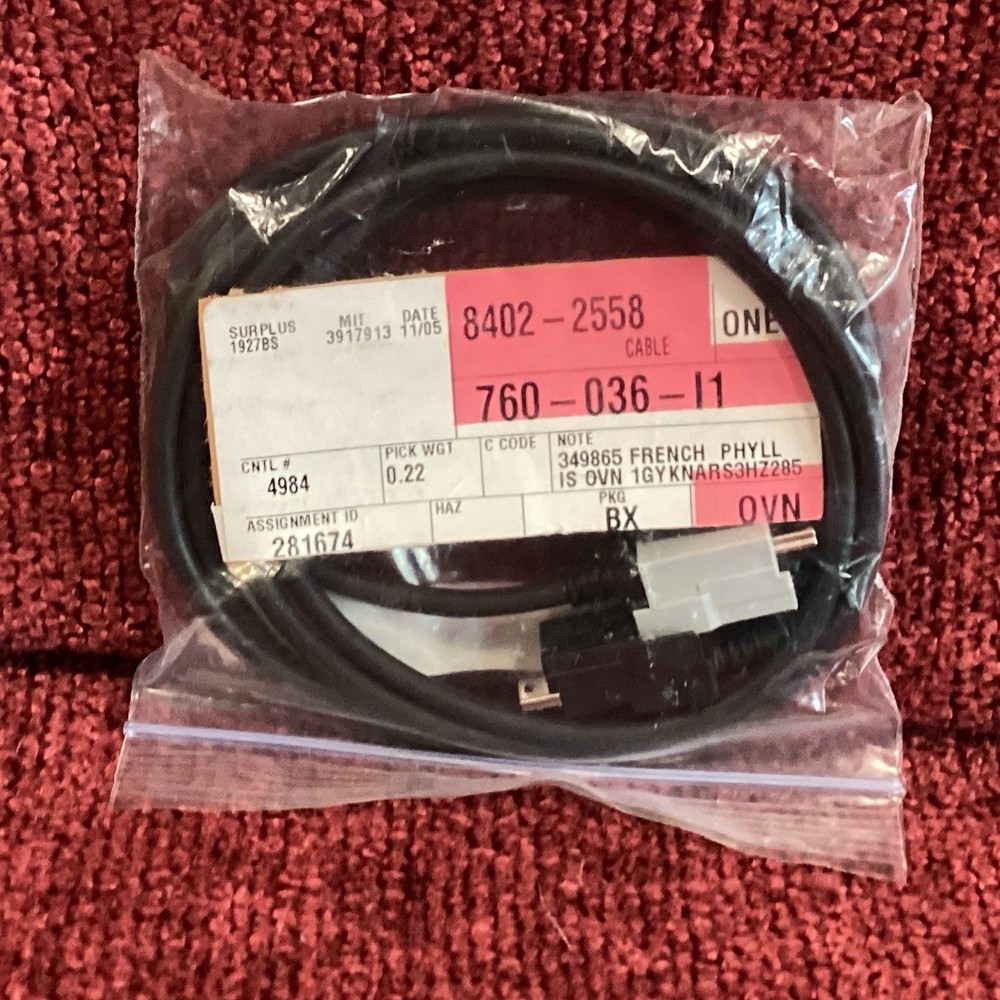 SURPLUS MIT DATE
1927BS 3917913 11/05
8402-2558
CABLE
ONE
760-036-I1
CNTL #
4984
PICK WGT
0.22
C CODE
NOTE
349865 FRENCH PHYLL
IS OVN 1GYKNARS3HZ285
ASSIGNMENT ID
281674
HAZ
PKG
BX
OVN